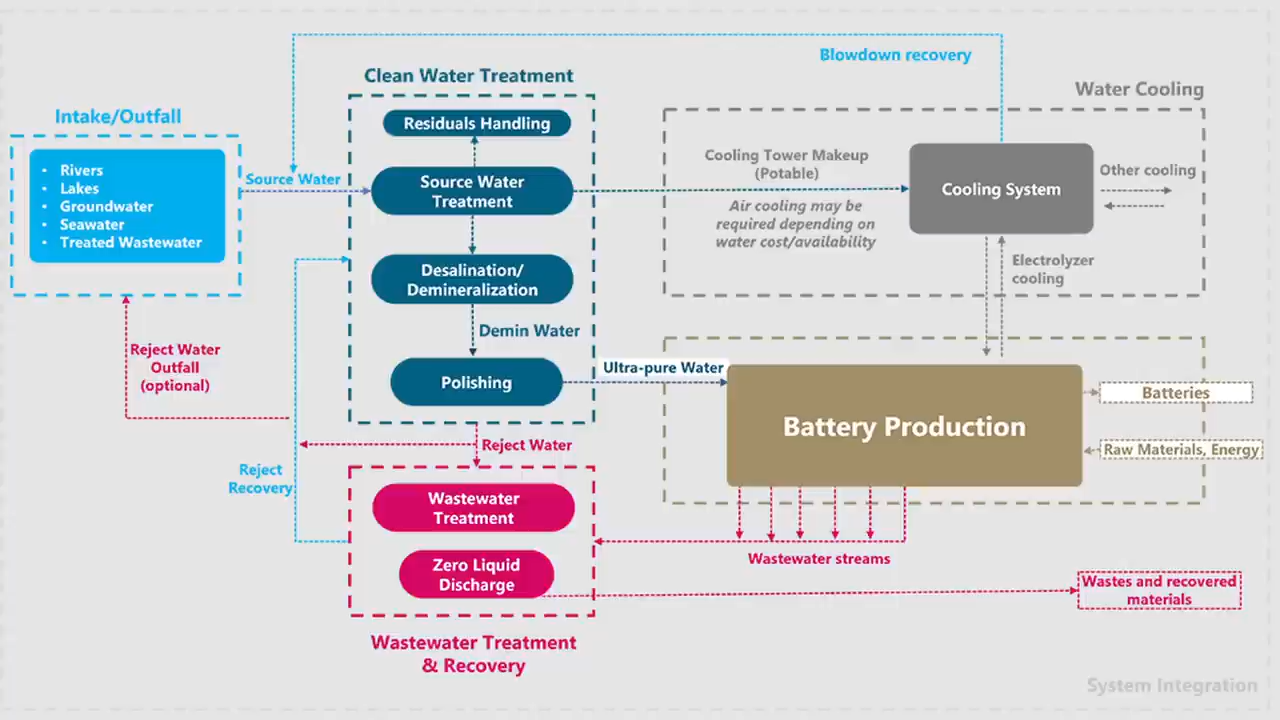 Blowdown recovery
Clean Water Treatment
Water Cooling
Intake/Outfall
• Rivers
• Lakes
• Groundwater
• Seawater
• Treated Wastewater
Source Water
Residuals Handling
Source Water
Treatment
Desalination/
Demineralization
Demin Water
Polishing
Cooling Tower Makeup
(Potable)
Air cooling may be
required depending on
water cost/availability
Cooling System
Other cooling
Electrolyzer
cooling
Ultra-pure Water
Battery Production
Batteries
Raw Materials, Energy
Reject Water
Outfall
(optional)
Reject Water
Reject
Recovery
Wastewater
Treatment
Zero Liquid
Discharge
Wastewater streams
Wastes and recovered
materials
Wastewater Treatment
& Recovery
System Integration